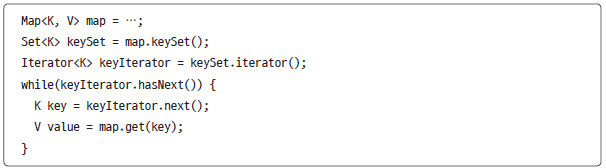 Map<K, V> map = …;
Set<K> keySet = map.keySet();
Iterator<K> keyIterator = keySet.iterator();
while(keyIterator.hasNext()) {
  K key = keyIterator.next();
  V value = map.get(key);
}